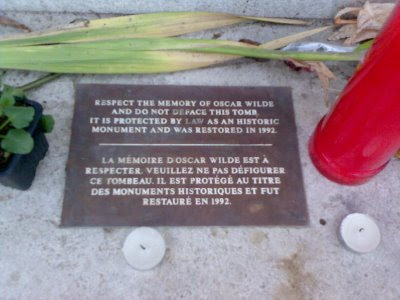 RESPECT THE MEMORY OF OSCAR WILDE
AND DO NOT DEFACE THIS TOMB.
IT IS PROTECTED BY LAW AS AN HISTORIC
MONUMENT AND WAS RESTORED IN 1992.
LA MÉMOIRE D'OSCAR WILDE EST À
RESPECTER. VEUILLEZ NE PAS DÉFIGURER
CE TOMBEAU. IL EST PROTÉGÉ AU TITRE
DES MONUMENTS HISTORIQUES ET FUT
RESTAURÉ EN 1992.